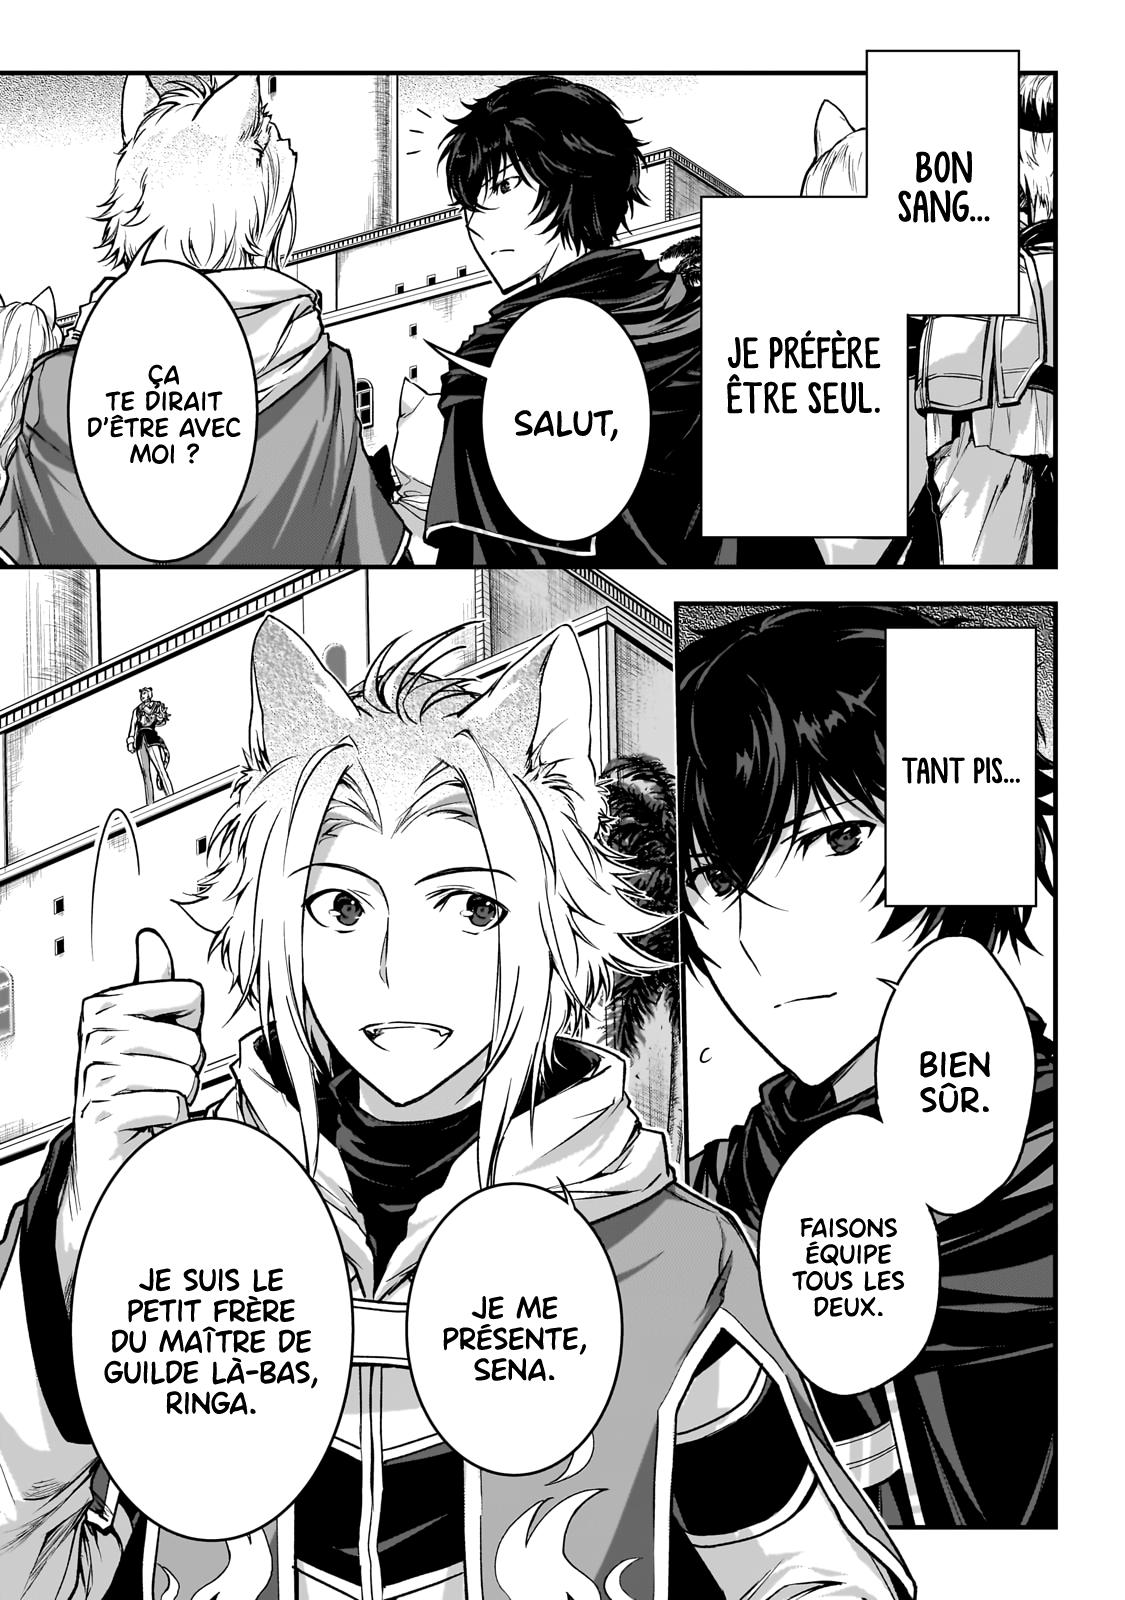 BON
SANG...
JE PRÉFÈRE
ÊTRE SEUL.
SALUT,
ÇA
TE DIRAIT
D'ÊTRE AVEC
MOI ?
TANT PIS...
BIEN
SÛR.
FAISONS
ÉQUIPE
TOUS LES
DEUX.
JE ME
PRÉSENTE,
SENA.
JE SUIS LE
PETIT FRÈRE
DU MAÎTRE DE
GUILDE LÀ-BAS,
RINGA.